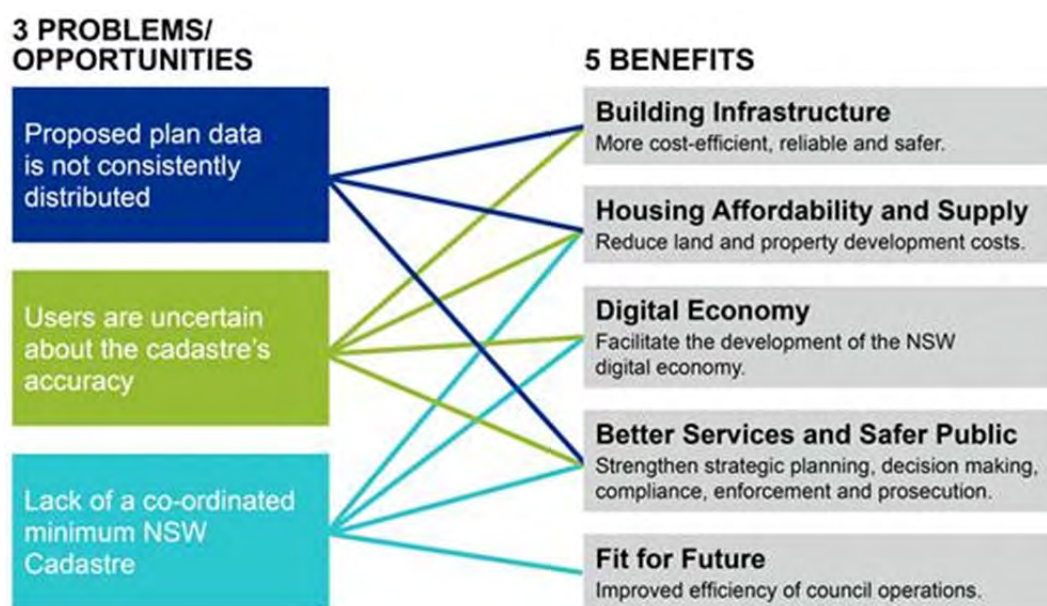 3 PROBLEMS/
OPPORTUNITIES
Proposed plan data
is not consistently
distributed
Users are uncertain
about the cadastre's
accuracy
Lack of a co-ordinated
minimum NSW
Cadastre
5 BENEFITS
Building Infrastructure
More cost-efficient, reliable and safer.
Housing Affordability and Supply
Reduce land and property development costs.
Digital Economy
Facilitate the development of the NSW
digital economy.
Better Services and Safer Public
Strengthen strategic planning, decision making,
compliance, enforcement and prosecution.
Fit for Future
Improved efficiency of council operations.